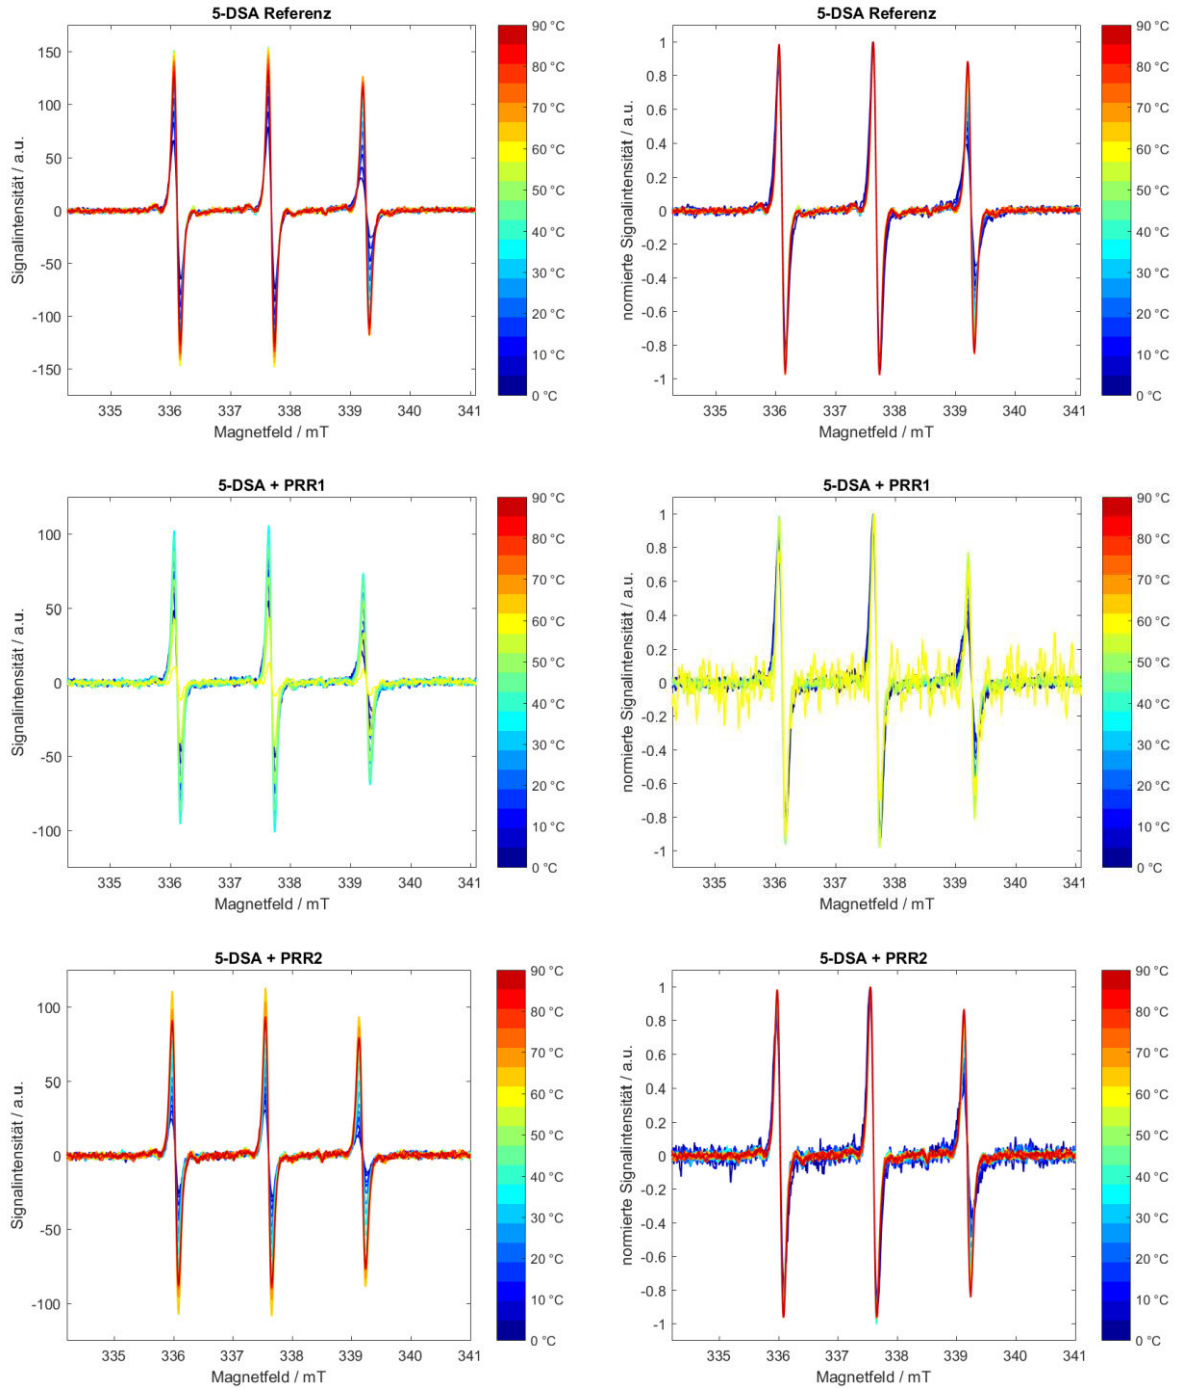 5-DSA Referenz
Signalintensität / a.u.
150
100
50
0
-50
-100
-150
335 336 337 338 339 340 341
Magnetfeld / mT
90 °C
80 °C
70 °C
60 °C
50 °C
40 °C
30 °C
20 °C
10 °C
0 °C
5-DSA Referenz
normierte Signalintensität / a.u.
1
0.8
0.6
0.4
0.2
0
-0.2
-0.4
-0.6
-0.8
-1
335 336 337 338 339 340 341
Magnetfeld / mT
90 °C
80 °C
70 °C
60 °C
50 °C
40 °C
30 °C
20 °C
10 °C
0 °C
5-DSA + PRR1
Signalintensität / a.u.
100
50
0
-50
-100
335 336 337 338 339 340 341
Magnetfeld / mT
90 °C
80 °C
70 °C
60 °C
50 °C
40 °C
30 °C
20 °C
10 °C
0 °C
5-DSA + PRR1
normierte Signalintensität / a.u.
1
0.8
0.6
0.4
0.2
0
-0.2
-0.4
-0.6
-0.8
-1
335 336 337 338 339 340 341
Magnetfeld / mT
90 °C
80 °C
70 °C
60 °C
50 °C
40 °C
30 °C
20 °C
10 °C
0 °C
5-DSA + PRR2
Signalintensität / a.u.
100
50
0
-50
-100
335 336 337 338 339 340 341
Magnetfeld / mT
90 °C
80 °C
70 °C
60 °C
50 °C
40 °C
30 °C
20 °C
10 °C
0 °C
5-DSA + PRR2
normierte Signalintensität / a.u.
1
0.8
0.6
0.4
0.2
0
-0.2
-0.4
-0.6
-0.8
-1
335 336 337 338 339 340 341
Magnetfeld / mT
90 °C
80 °C
70 °C
60 °C
50 °C
40 °C
30 °C
20 °C
10 °C
0 °C